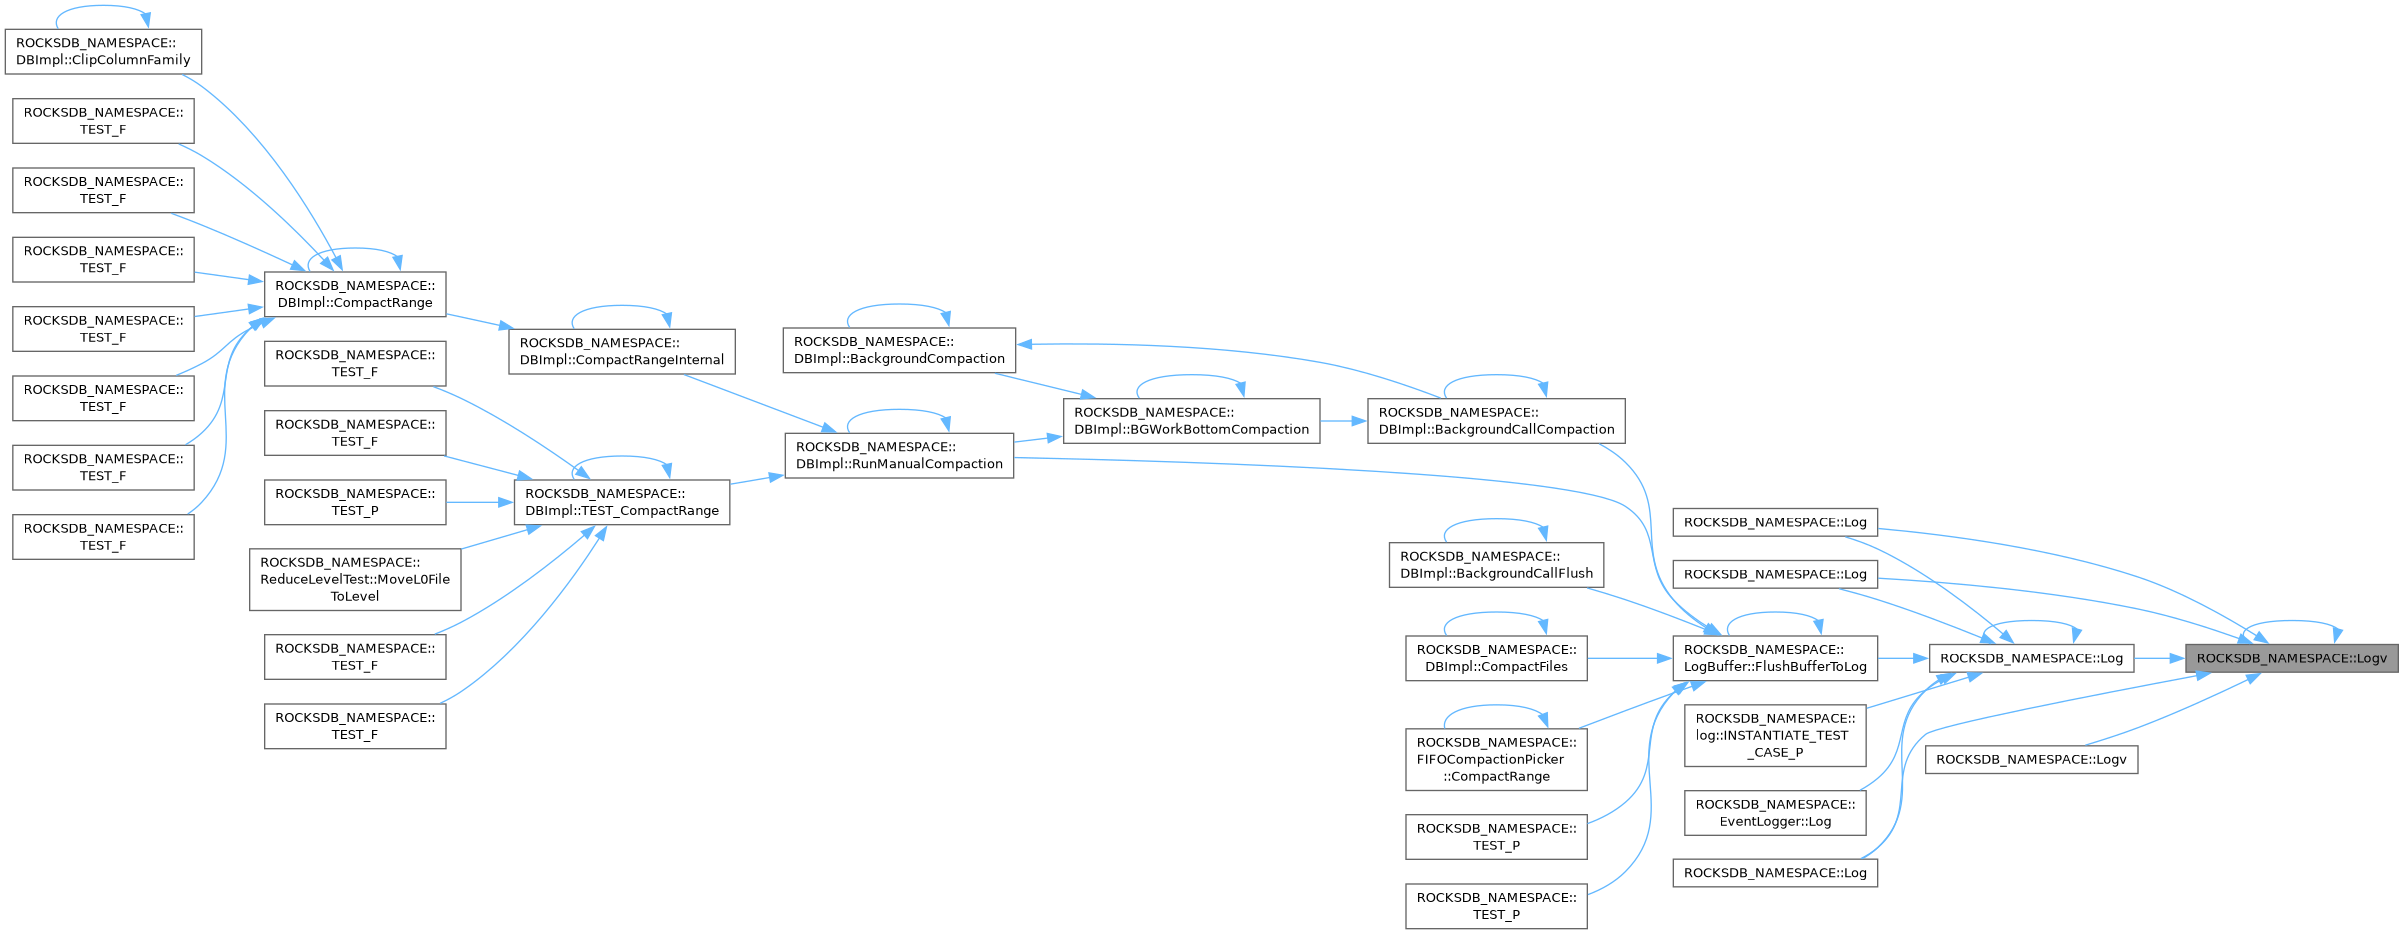 ROCKSDB_NAMESPACE::
DBImpl::ClipColumnFamily
ROCKSDB_NAMESPACE::
TEST_F
ROCKSDB_NAMESPACE::
TEST_F
ROCKSDB_NAMESPACE::
TEST_F
ROCKSDB_NAMESPACE::
TEST_F
ROCKSDB_NAMESPACE::
TEST_F
ROCKSDB_NAMESPACE::
TEST_F
ROCKSDB_NAMESPACE::
TEST_F
ROCKSDB_NAMESPACE::
DBImpl::CompactRange
ROCKSDB_NAMESPACE::
TEST_F
ROCKSDB_NAMESPACE::
TEST_F
ROCKSDB_NAMESPACE::
TEST_P
ROCKSDB_NAMESPACE::
ReduceLevelTest::MoveL0File
ToLevel
ROCKSDB_NAMESPACE::
TEST_F
ROCKSDB_NAMESPACE::
TEST_F
ROCKSDB_NAMESPACE::
DBImpl::CompactRangeInternal
ROCKSDB_NAMESPACE::
DBImpl::TEST_CompactRange
ROCKSDB_NAMESPACE::
DBImpl::BackgroundCompaction
ROCKSDB_NAMESPACE::
DBImpl::RunManualCompaction
ROCKSDB_NAMESPACE::
DBImpl::BGWorkBottomCompaction
ROCKSDB_NAMESPACE::
DBImpl::BackgroundCallCompaction
ROCKSDB_NAMESPACE::
DBImpl::BackgroundCallFlush
ROCKSDB_NAMESPACE::
DBImpl::CompactFiles
ROCKSDB_NAMESPACE::
FIFOCompactionPicker
::CompactRange
ROCKSDB_NAMESPACE::
TEST_P
ROCKSDB_NAMESPACE::
TEST_P
ROCKSDB_NAMESPACE::Log
ROCKSDB_NAMESPACE::Log
ROCKSDB_NAMESPACE::
LogBuffer::FlushBufferToLog
ROCKSDB_NAMESPACE::
log::INSTANTIATE_TEST
_CASE_P
ROCKSDB_NAMESPACE::
EventLogger::Log
ROCKSDB_NAMESPACE::Log
ROCKSDB_NAMESPACE::Log
ROCKSDB_NAMESPACE::Logv
ROCKSDB_NAMESPACE::Logv